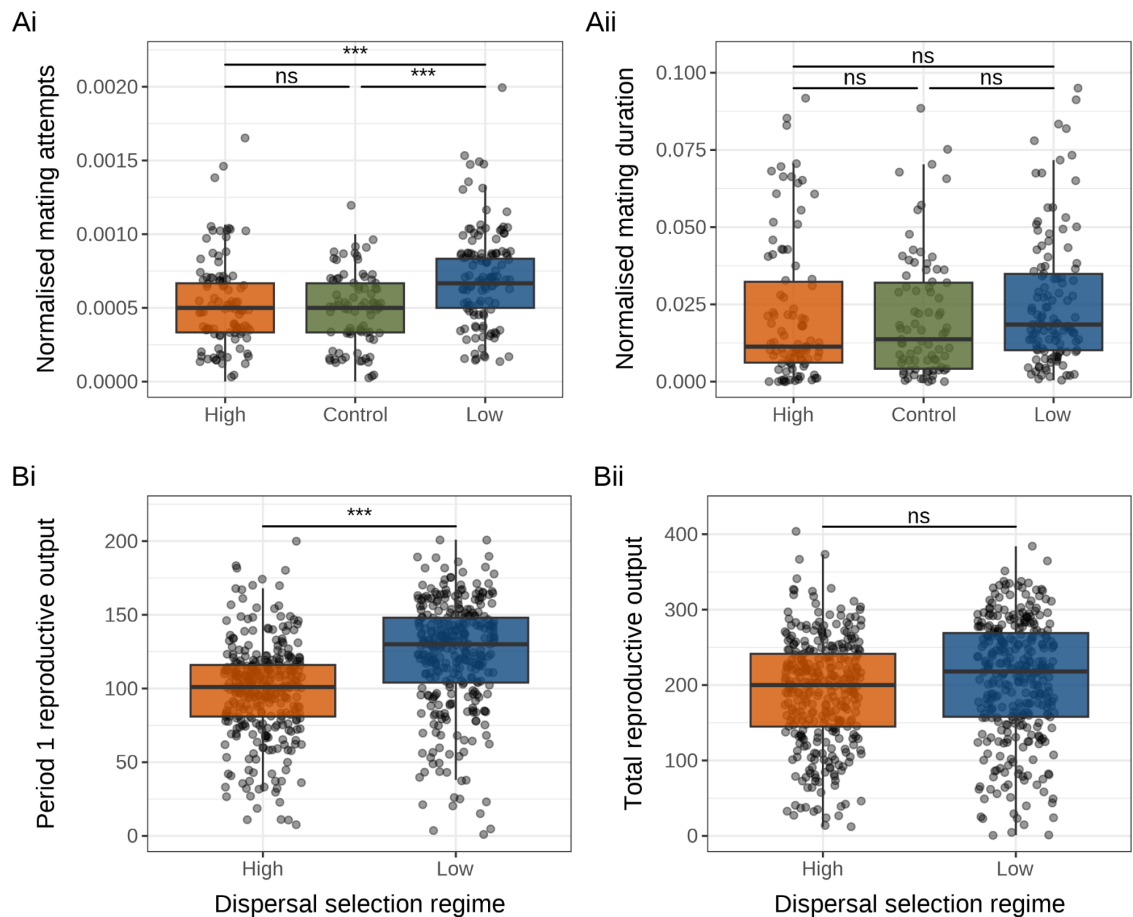 Ai
Normalised mating attempts
0.0020
0.0015
0.0010
0.0005
0.0000
***
ns
***
High
Control
Low
Aii
Normalised mating duration
0.100
0.075
0.050
0.025
0.000
ns
ns
ns
High
Control
Low
Bi
Period 1 reproductive output
200
150
100
50
0
***
High
Low
Dispersal selection regime
Bii
Total reproductive output
400
300
200
100
0
ns
High
Low
Dispersal selection regime